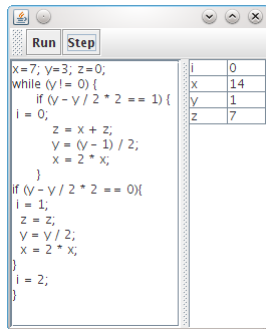 Run Step
x=7; y=3; z=0;
while (y != 0) {
if (y - y / 2 * 2 == 1) {
i = 0;
z = x + z;
y = (y - 1) / 2;
x = 2 * x;
}
if (y - y / 2 * 2 == 0){
i = 1;
z = z;
y = y / 2;
x = 2 * x;
}
i = 2;
}
i 0
x 14
y 1
z 7